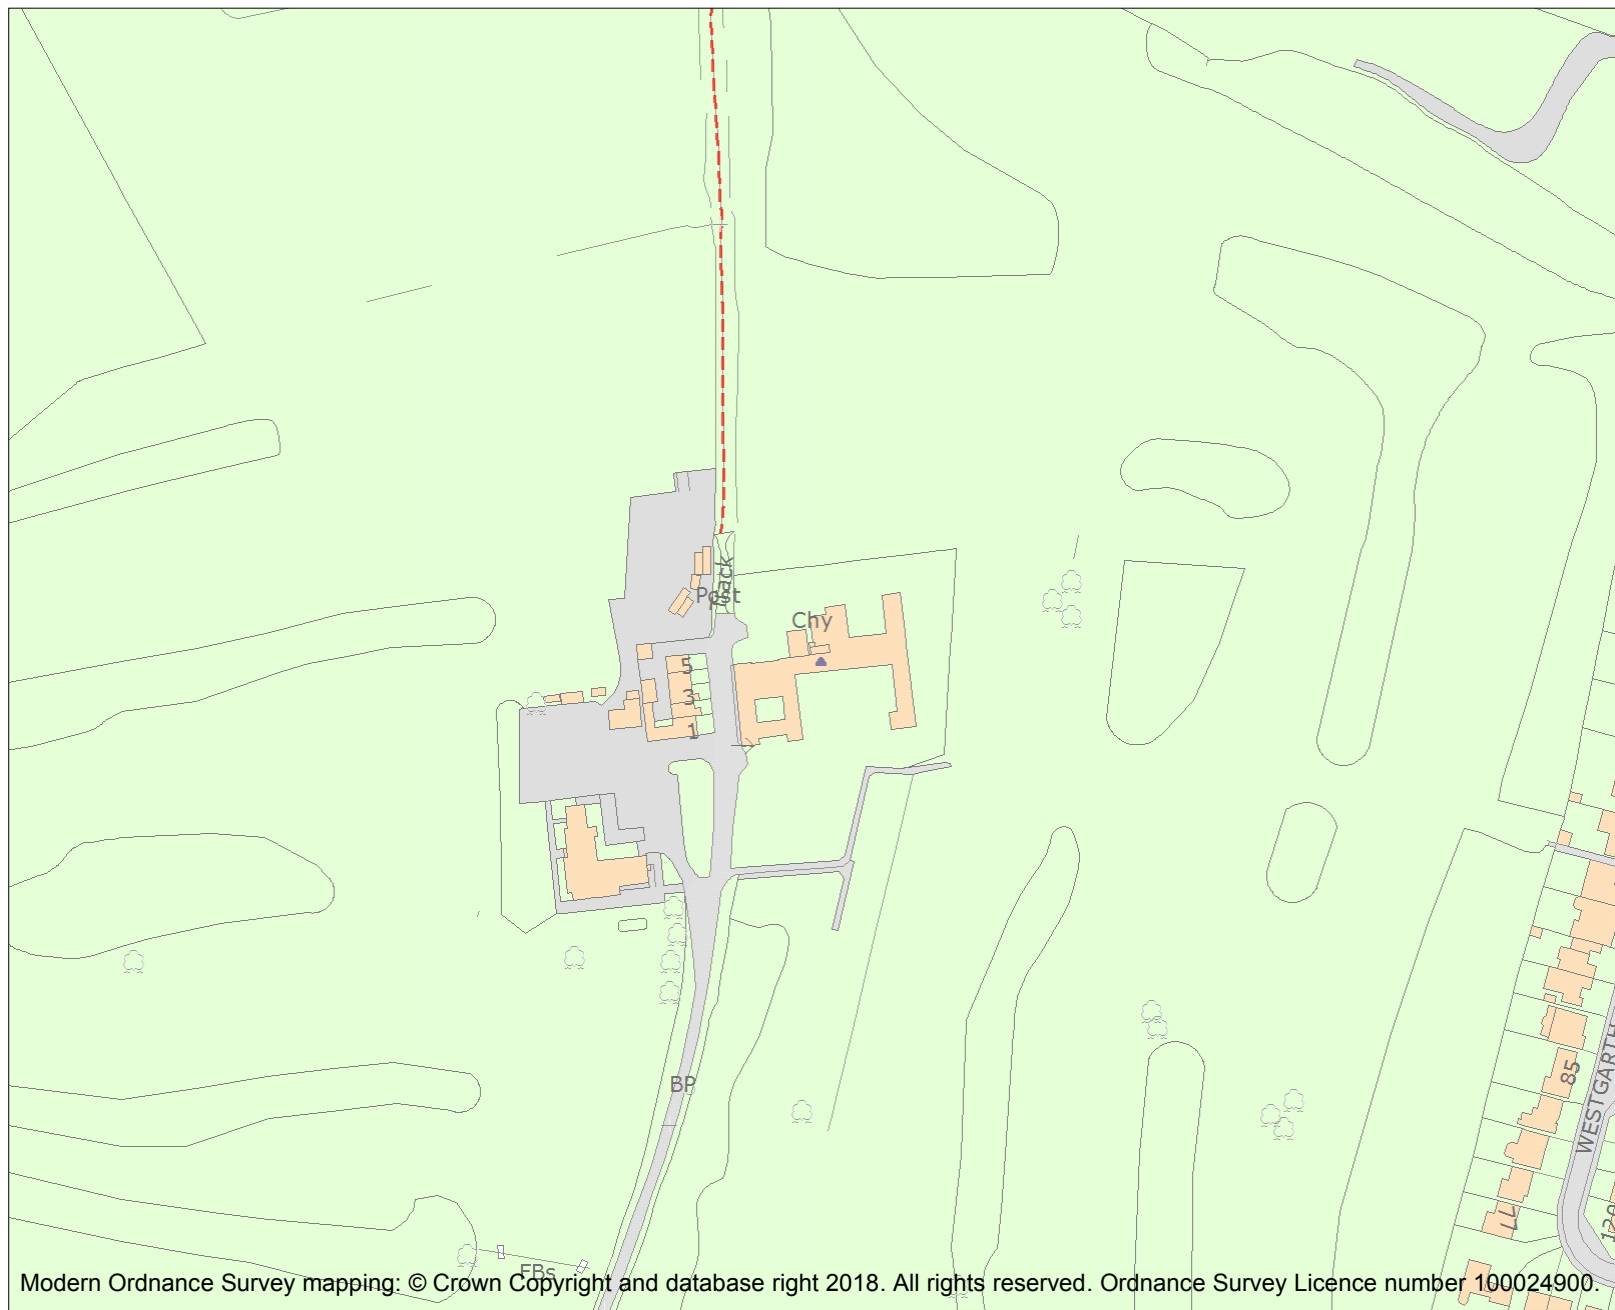 Track
Post
Chy
5
3
1
BP
85
WESTGARTH
77
FBs
Modern Ordnance Survey mapping: © Crown Copyright and database right 2018. All rights reserved. Ordnance Survey Licence number 100024900.